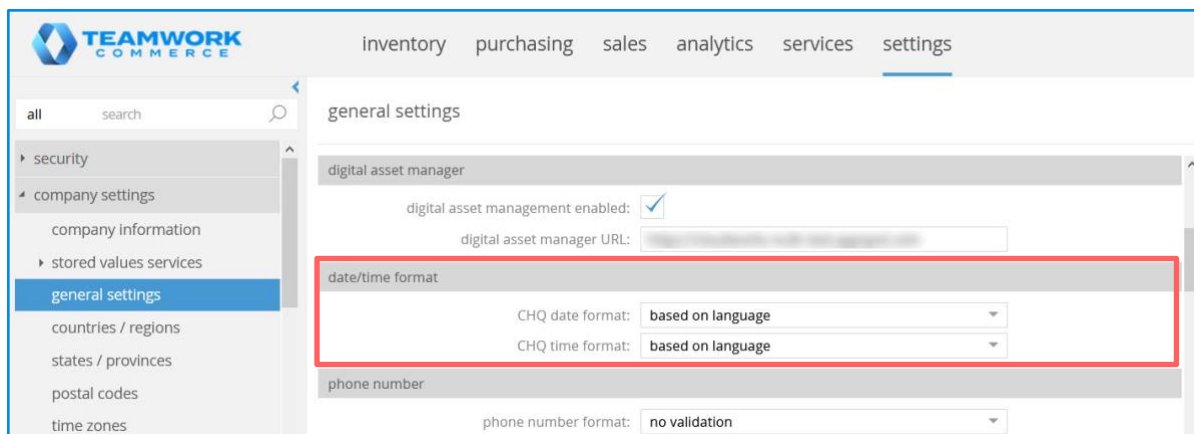 TEAMWORK
COMMERCE
inventory purchasing sales analytics services settings
all search
general settings
security
company settings
company information
stored values services
general settings
countries / regions
states / provinces
postal codes
time zones
digital asset manager
digital asset management enabled:
digital asset manager URL:
date/time format
CHQ date format: based on language
CHQ time format: based on language
phone number
phone number format: no validation